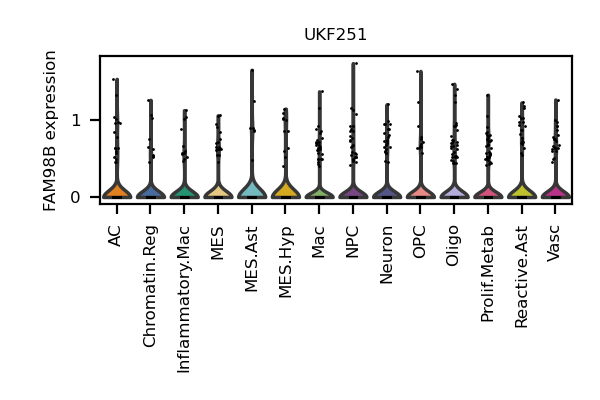 UKF251
FAM98B expression
1
0
AC
Chromatin.Reg
Inflammatory.Mac
MES
MES.Ast
MES.Hyp
Mac
NPC
Neuron
OPC
Oligo
Prolif.Metab
Reactive.Ast
Vasc